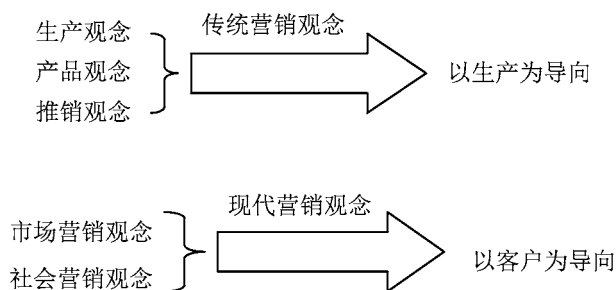 生产观念
产品观念
推销观念
传统营销观念
以生产为导向
市场营销观念
社会营销观念
现代营销观念
以客户为导向